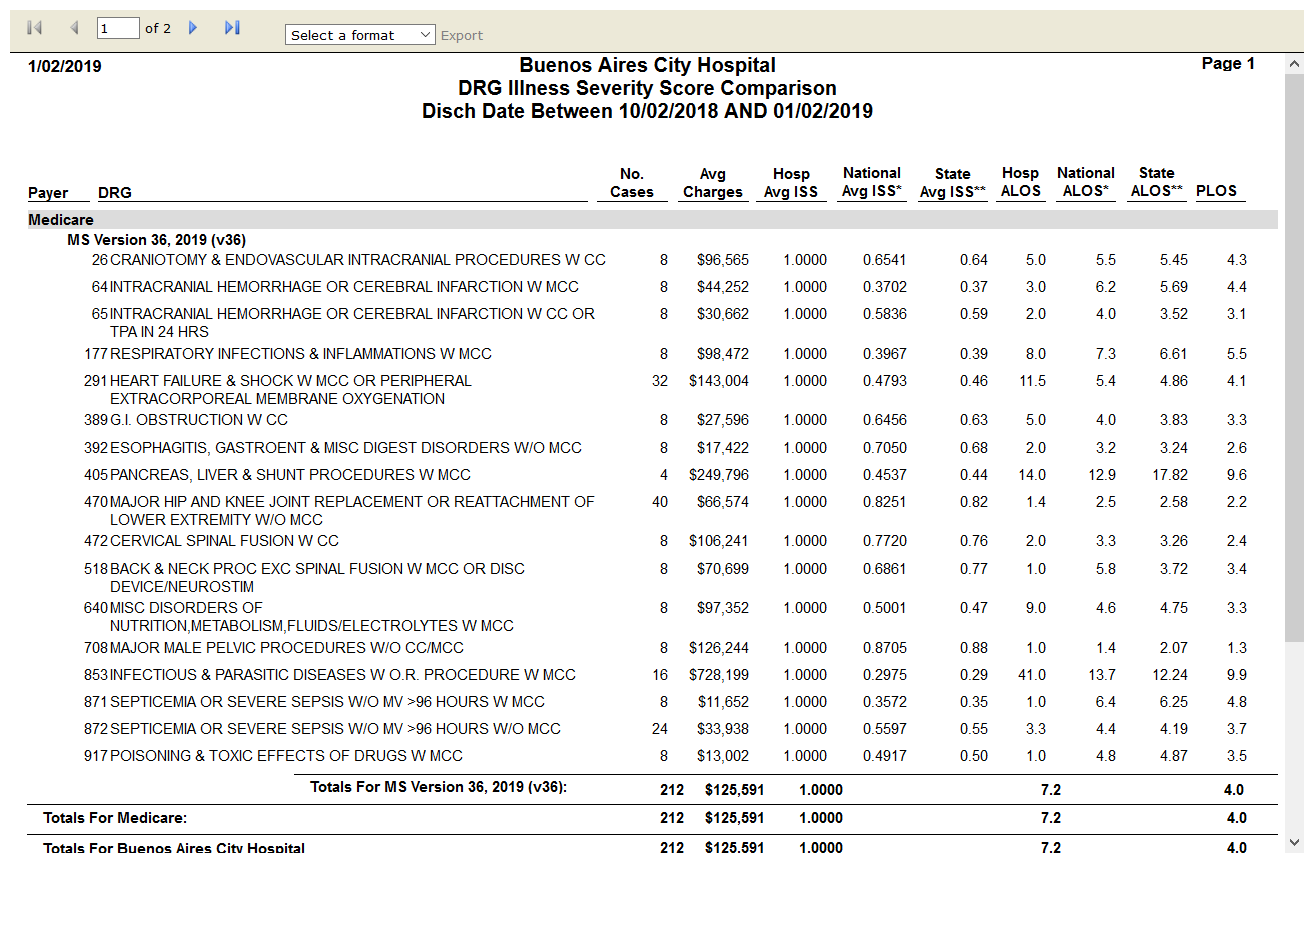 1 of 2 Select a format Export
1/02/2019 Buenos Aires City Hospital Page 1
DRG Illness Severity Score Comparison
Disch Date Between 10/02/2018 AND 01/02/2019
No. Avg Hosp National State Hosp National State
Payer DRG Cases Charges Avg ISS Avg ISS* Avg ISS** ALOS ALOS* ALOS** PLOS
Medicare
MS Version 36, 2019 (v36)
26 CRANIOTOMY & ENDOVASCULAR INTRACRANIAL PROCEDURES W CC 8 $96,565 1.0000 0.6541 0.64 5.0 5.5 5.45 4.3
64 INTRACRANIAL HEMORRHAGE OR CEREBRAL INFARCTION W MCC 8 $44,252 1.0000 0.3702 0.37 3.0 6.2 5.69 4.4
65 INTRACRANIAL HEMORRHAGE OR CEREBRAL INFARCTION W CC OR 8 $30,662 1.0000 0.5836 0.59 2.0 4.0 3.52 3.1
TPA IN 24 HRS
177 RESPIRATORY INFECTIONS & INFLAMMATIONS W MCC 8 $98,472 1.0000 0.3967 0.39 8.0 7.3 6.61 5.5
291 HEART FAILURE & SHOCK W MCC OR PERIPHERAL 32 $143,004 1.0000 0.4793 0.46 11.5 5.4 4.86 4.1
EXTRACORPOREAL MEMBRANE OXYGENATION
389 G.I. OBSTRUCTION W CC 8 $27,596 1.0000 0.6456 0.63 5.0 4.0 3.83 3.3
392 ESOPHAGITIS, GASTROENT & MISC DIGEST DISORDERS W/O MCC 8 $17,422 1.0000 0.7050 0.68 2.0 3.2 3.24 2.6
405 PANCREAS, LIVER & SHUNT PROCEDURES W MCC 4 $249,796 1.0000 0.4537 0.44 14.0 12.9 17.82 9.6
470 MAJOR HIP AND KNEE JOINT REPLACEMENT OR REATTACHMENT OF 40 $66,574 1.0000 0.8251 0.82 1.4 2.5 2.58 2.2
LOWER EXTREMITY W/O MCC
472 CERVICAL SPINAL FUSION W CC 8 $106,241 1.0000 0.7720 0.76 2.0 3.3 3.26 2.4
518 BACK & NECK PROC EXC SPINAL FUSION W MCC OR DISC 8 $70,699 1.0000 0.6861 0.77 1.0 5.8 3.72 3.4
DEVICE/NEUROSTIM
640 MISC DISORDERS OF 8 $97,352 1.0000 0.5001 0.47 9.0 4.6 4.75 3.3
NUTRITION,METABOLISM,FLUIDS/ELECTROLYTES W MCC
708 MAJOR MALE PELVIC PROCEDURES W/O CC/MCC 8 $126,244 1.0000 0.8705 0.88 1.0 1.4 2.07 1.3
853 INFECTIOUS & PARASITIC DISEASES W O.R. PROCEDURE W MCC 16 $728,199 1.0000 0.2975 0.29 41.0 13.7 12.24 9.9
871 SEPTICEMIA OR SEVERE SEPSIS W/O MV >96 HOURS W MCC 8 $11,652 1.0000 0.3572 0.35 1.0 6.4 6.25 4.8
872 SEPTICEMIA OR SEVERE SEPSIS W/O MV >96 HOURS W/O MCC 24 $33,938 1.0000 0.5597 0.55 3.3 4.4 4.19 3.7
917 POISONING & TOXIC EFFECTS OF DRUGS W MCC 8 $13,002 1.0000 0.4917 0.50 1.0 4.8 4.87 3.5
Totals For MS Version 36, 2019 (v36): 212 $125,591 1.0000 7.2 4.0
Totals For Medicare: 212 $125,591 1.0000 7.2 4.0
Totals For Buenos Aires City Hospital 212 $125,591 1.0000 7.2 4.0